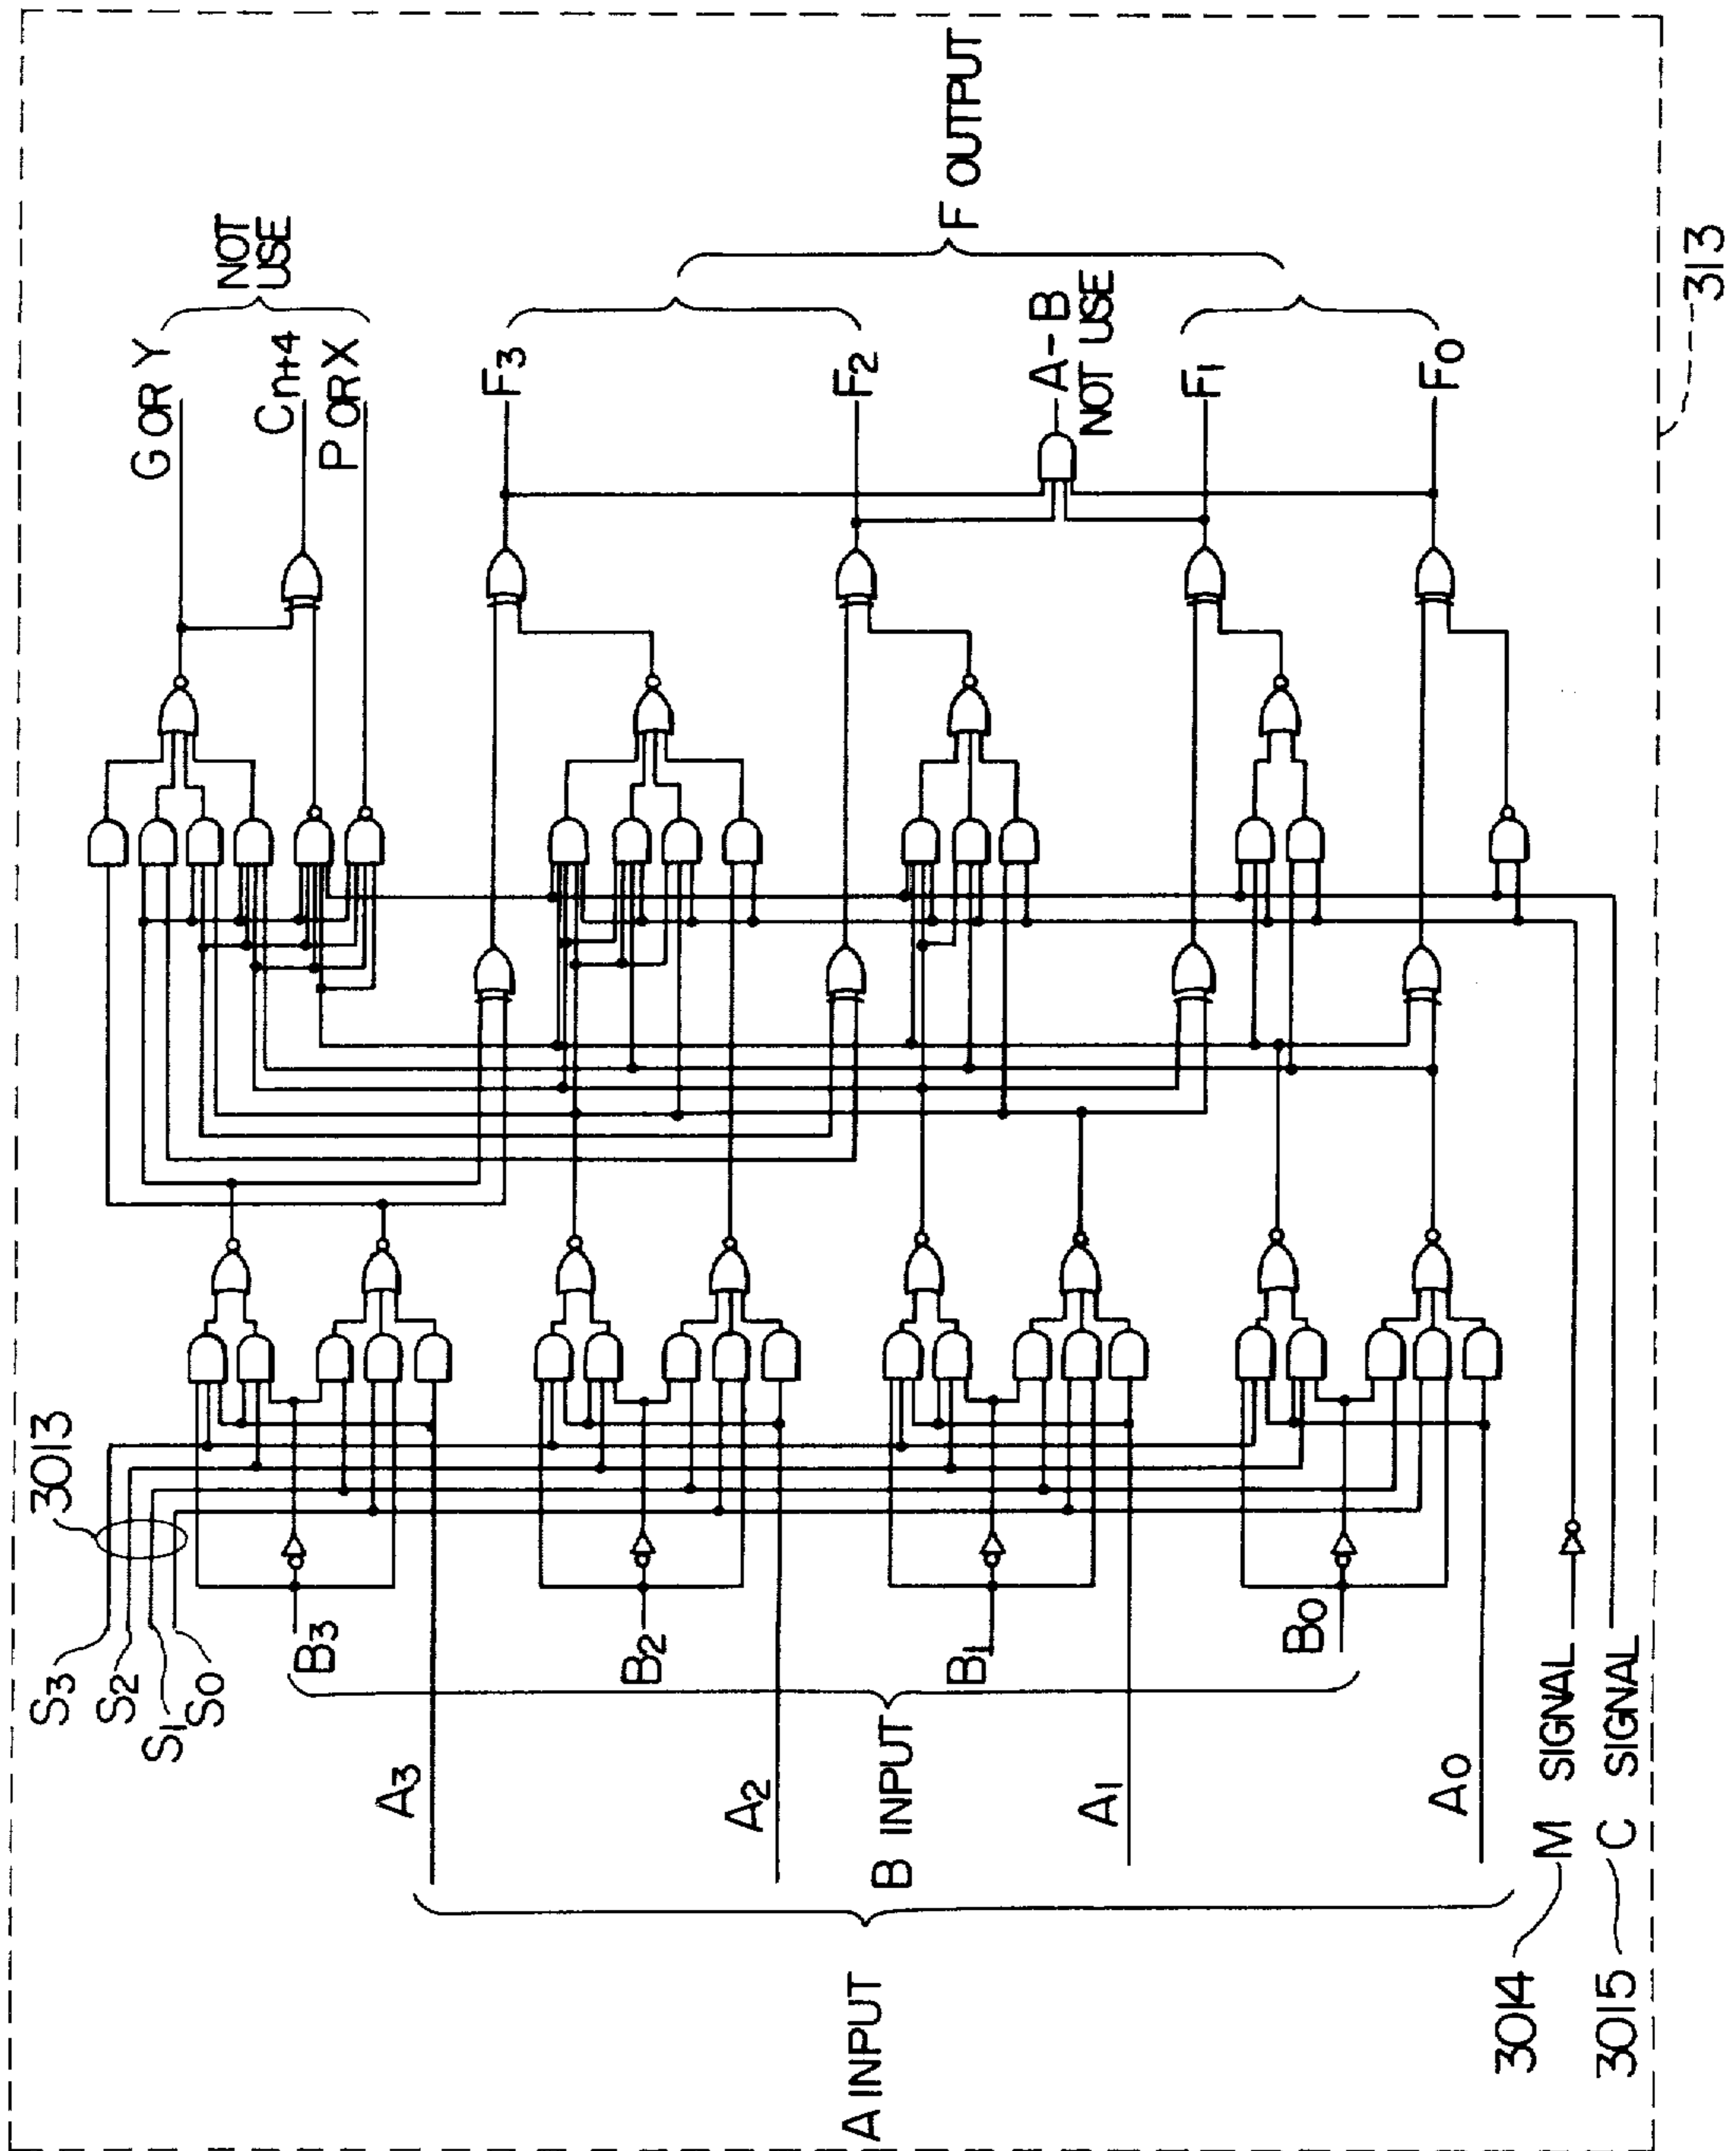 G OR Y
Cn+4
P OR X
NOT
USE
F3
F2
A-B
NOT USE
F1
F0
F OUTPUT
3013
S3
S2
S1
S0
B3
B2
B1
B0
B INPUT
A3
A2
A1
A0
A INPUT
3014 M SIGNAL
3015 C SIGNAL
313